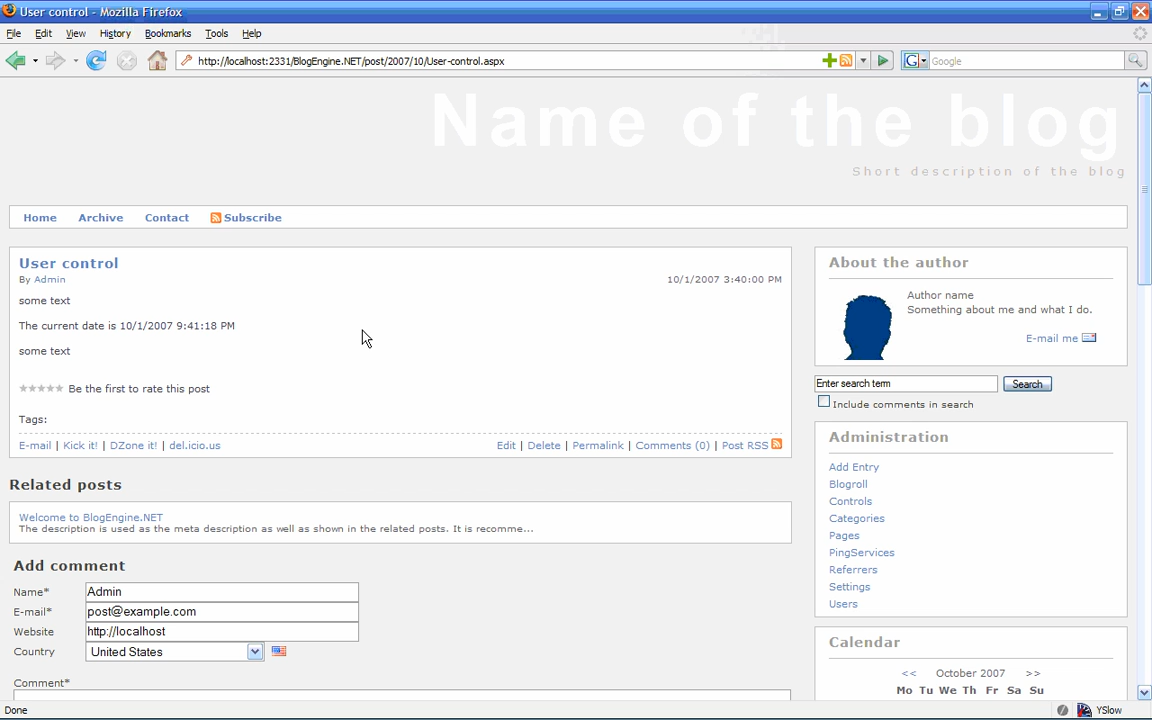 User control - Mozilla Firefox
File Edit View History Bookmarks Tools Help
http://localhost:2331/BlogEngine.NET/post/2007/10/User-control.aspx
G Google
Name of the blog
Short description of the blog
Home Archive Contact Subscribe
User control
By Admin 10/1/2007 3:40:00 PM
some text
The current date is 10/1/2007 9:41:18 PM
some text
Be the first to rate this post
Tags:
E-mail | Kick it! | DZone it! | del.icio.us Edit | Delete | Permalink | Comments (0) | Post RSS
Related posts
Welcome to BlogEngine.NET
The description is used as the meta description as well as shown in the related posts. It is recomme...
Add comment
Name* Admin
E-mail* post@example.com
Website http://localhost
Country United States
Comment*
About the author
Author name
Something about me and what I do.
E-mail me
Enter search term Search
Include comments in search
Administration
Add Entry
Blogroll
Controls
Categories
Pages
PingServices
Referrers
Settings
Users
Calendar
<< October 2007 >>
Mo Tu We Th Fr Sa Su
Done YSlow